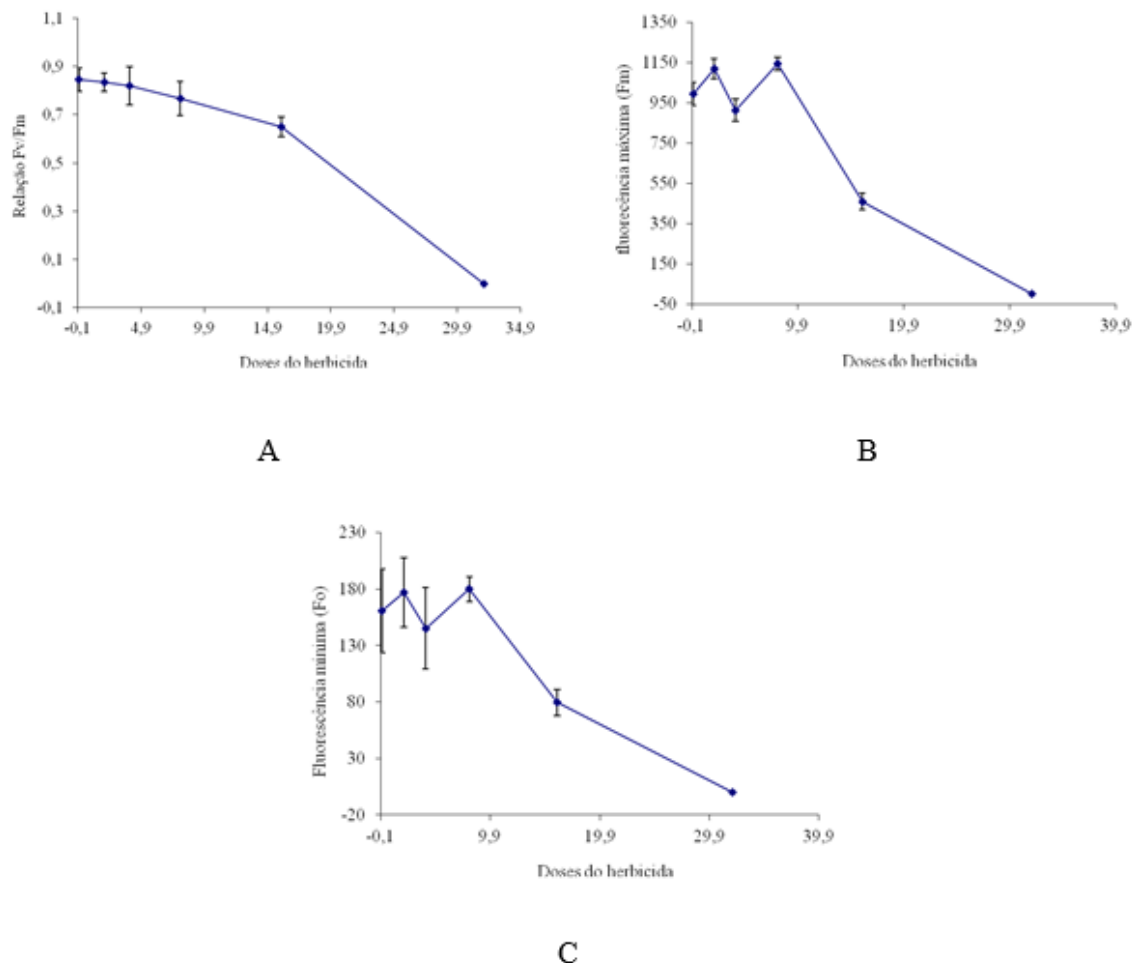 1,1
0,9
0,7
0,5
0,3
0,1
-0,1
Relação Fv/Fm
-0,1 4,9 9,9 14,9 19,9 24,9 29,9 34,9
Doses do herbicida
A
1350
1150
950
750
550
350
150
-50
fluorecência máxima (Fm)
-0,1 9,9 19,9 29,9 39,9
Doses do herbicida
B
230
180
130
80
30
-20
Fluorescência mínima (Fo)
-0,1 9,9 19,9 29,9 39,9
Doses do herbicida
C